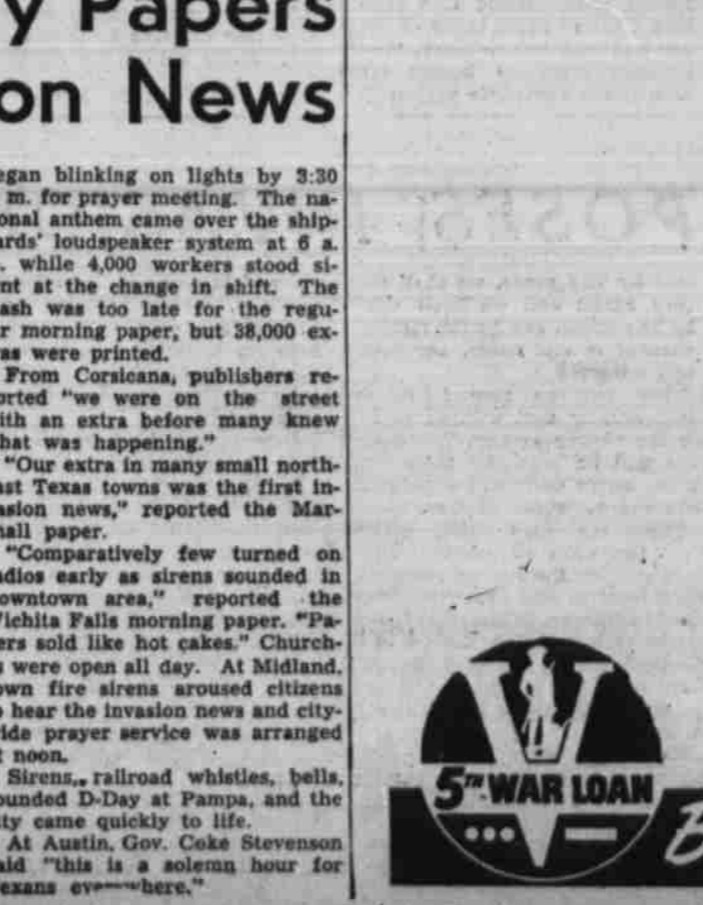 y Papers
on News
egan blinking on lights by 3:30
m. for prayer meeting. The na-
onal anthem came over the ship-
ards' loudspeaker system at 6 a.
. while 4,000 workers stood si-
nt at the change in shift. The
ash was too late for the regu-
r morning paper, but 38,000 ex-
as were printed.
From Corsicana, publishers re-
orted "we were on the street
ith an extra before many knew
hat was happening."
"Our extra in many small north-
ast Texas towns was the first in-
asion news," reported the Mar-
hall paper.
"Comparatively few turned on
adios early as sirens sounded in
owntown area," reported the
ichita Falls morning paper. "Pa-
ers sold like hot cakes." Church-
s were open all day. At Midland,
own fire sirens aroused citizens
o hear the invasion news and city-
ide prayer service was arranged
t noon.
Sirens, railroad whistles, bells,
ounded D-Day at Pampa, and the
ity came quickly to life.
At Austin, Gov. Coke Stevenson
aid "this is a solemn hour for
exans
V
5TH WAR LOAN
B